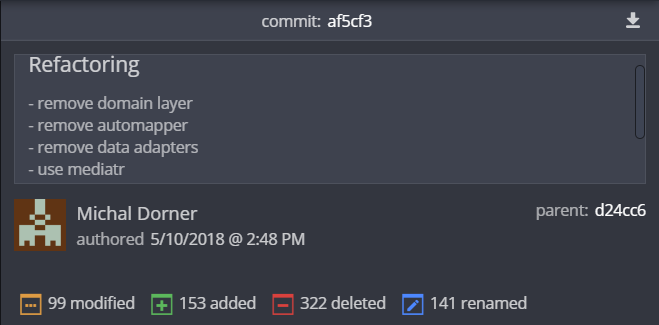 commit: af5cf3
Refactoring
- remove domain layer
- remove automapper
- remove data adapters
- use mediatr
Michal Dorner
parent: d24cc6
authored 5/10/2018 @ 2:48 PM
99 modified 153 added 322 deleted 141 renamed